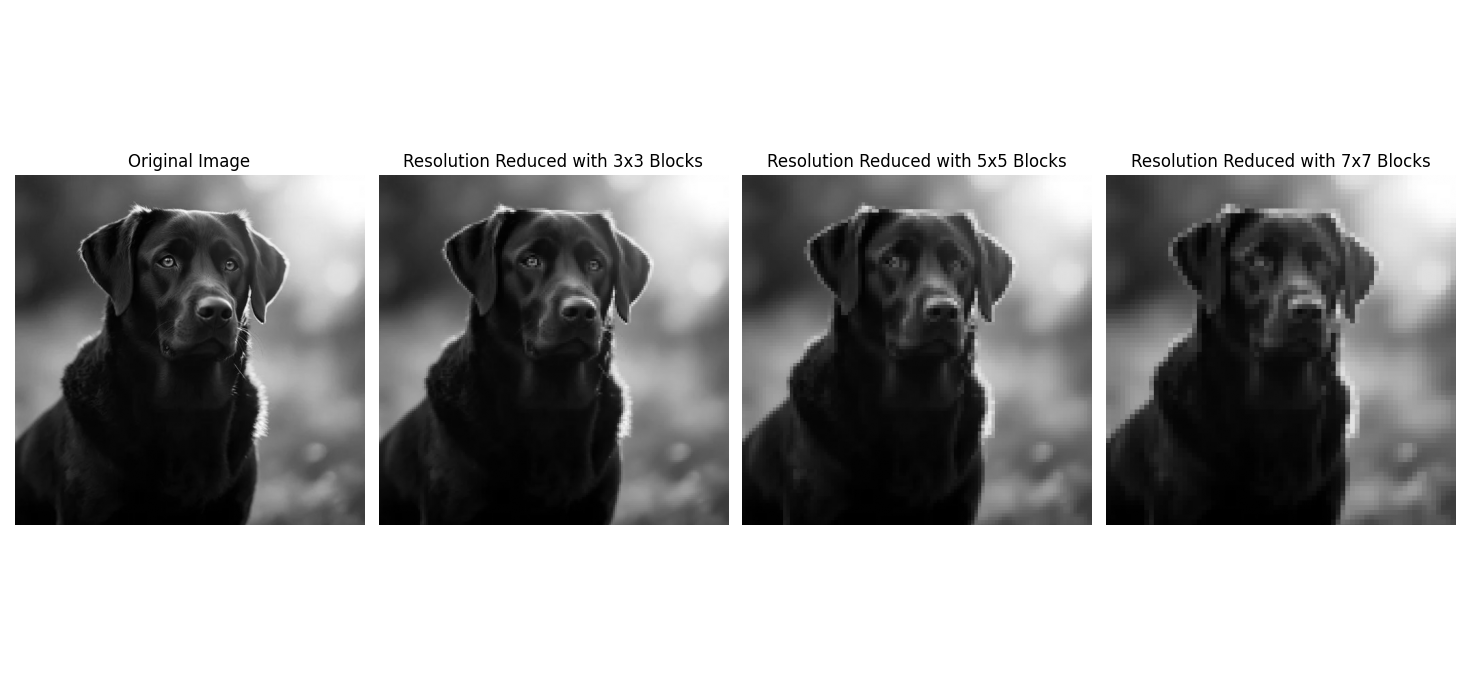 Original Image
Resolution Reduced with 3x3 Blocks
Resolution Reduced with 5x5 Blocks
Resolution Reduced with 7x7 Blocks